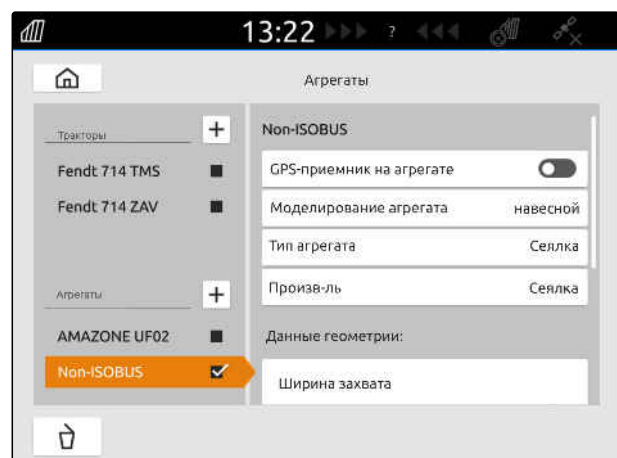 13:22 ?
Агрегаты
Тракторы +
Fendt 714 TMS
Fendt 714 ZAV
Агрегаты +
AMAZONE UF02
Non-ISOBUS
Non-ISOBUS
GPS-приемник на агрегате
Моделирование агрегата навесной
Тип агрегата Сеялка
Произв-ль Сеялка
Данные геометрии:
Ширина захвата